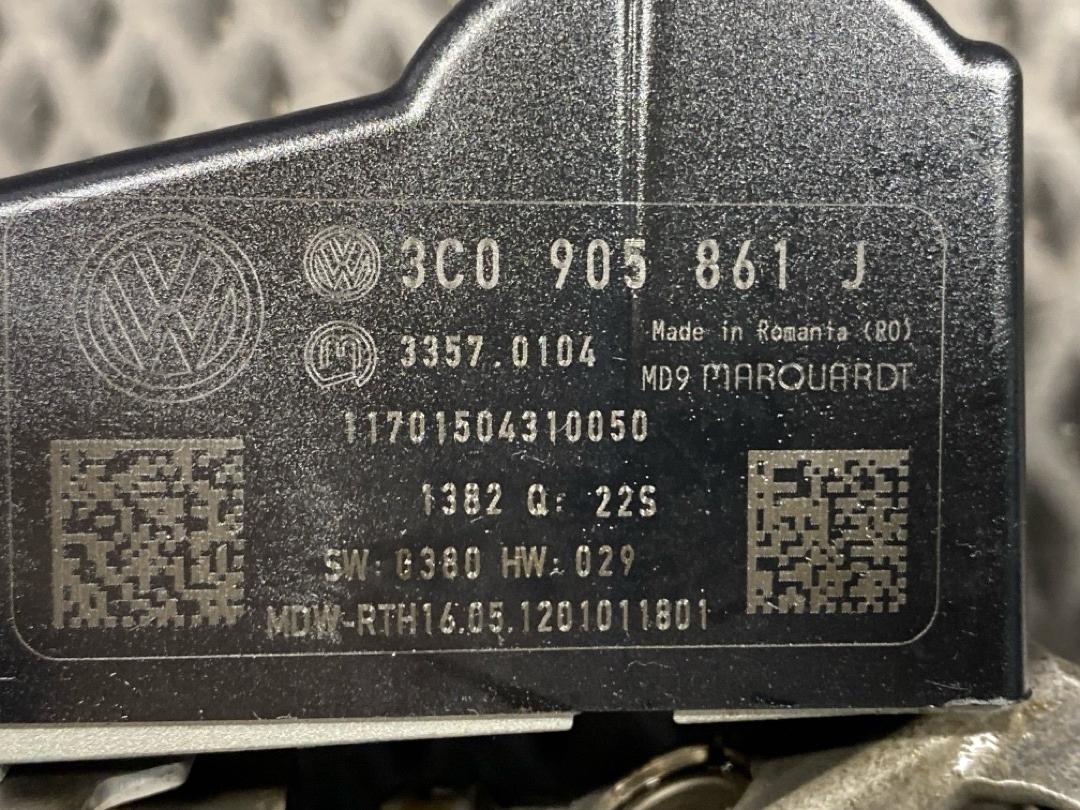 3C0 905 861 J
Made in Romania (RO)
3357.0104
MD9 MARQUARDT
11701504310050
1382 Q: 22S
SW: G380 HW: 029
MDW-RTH16.05.1201011801